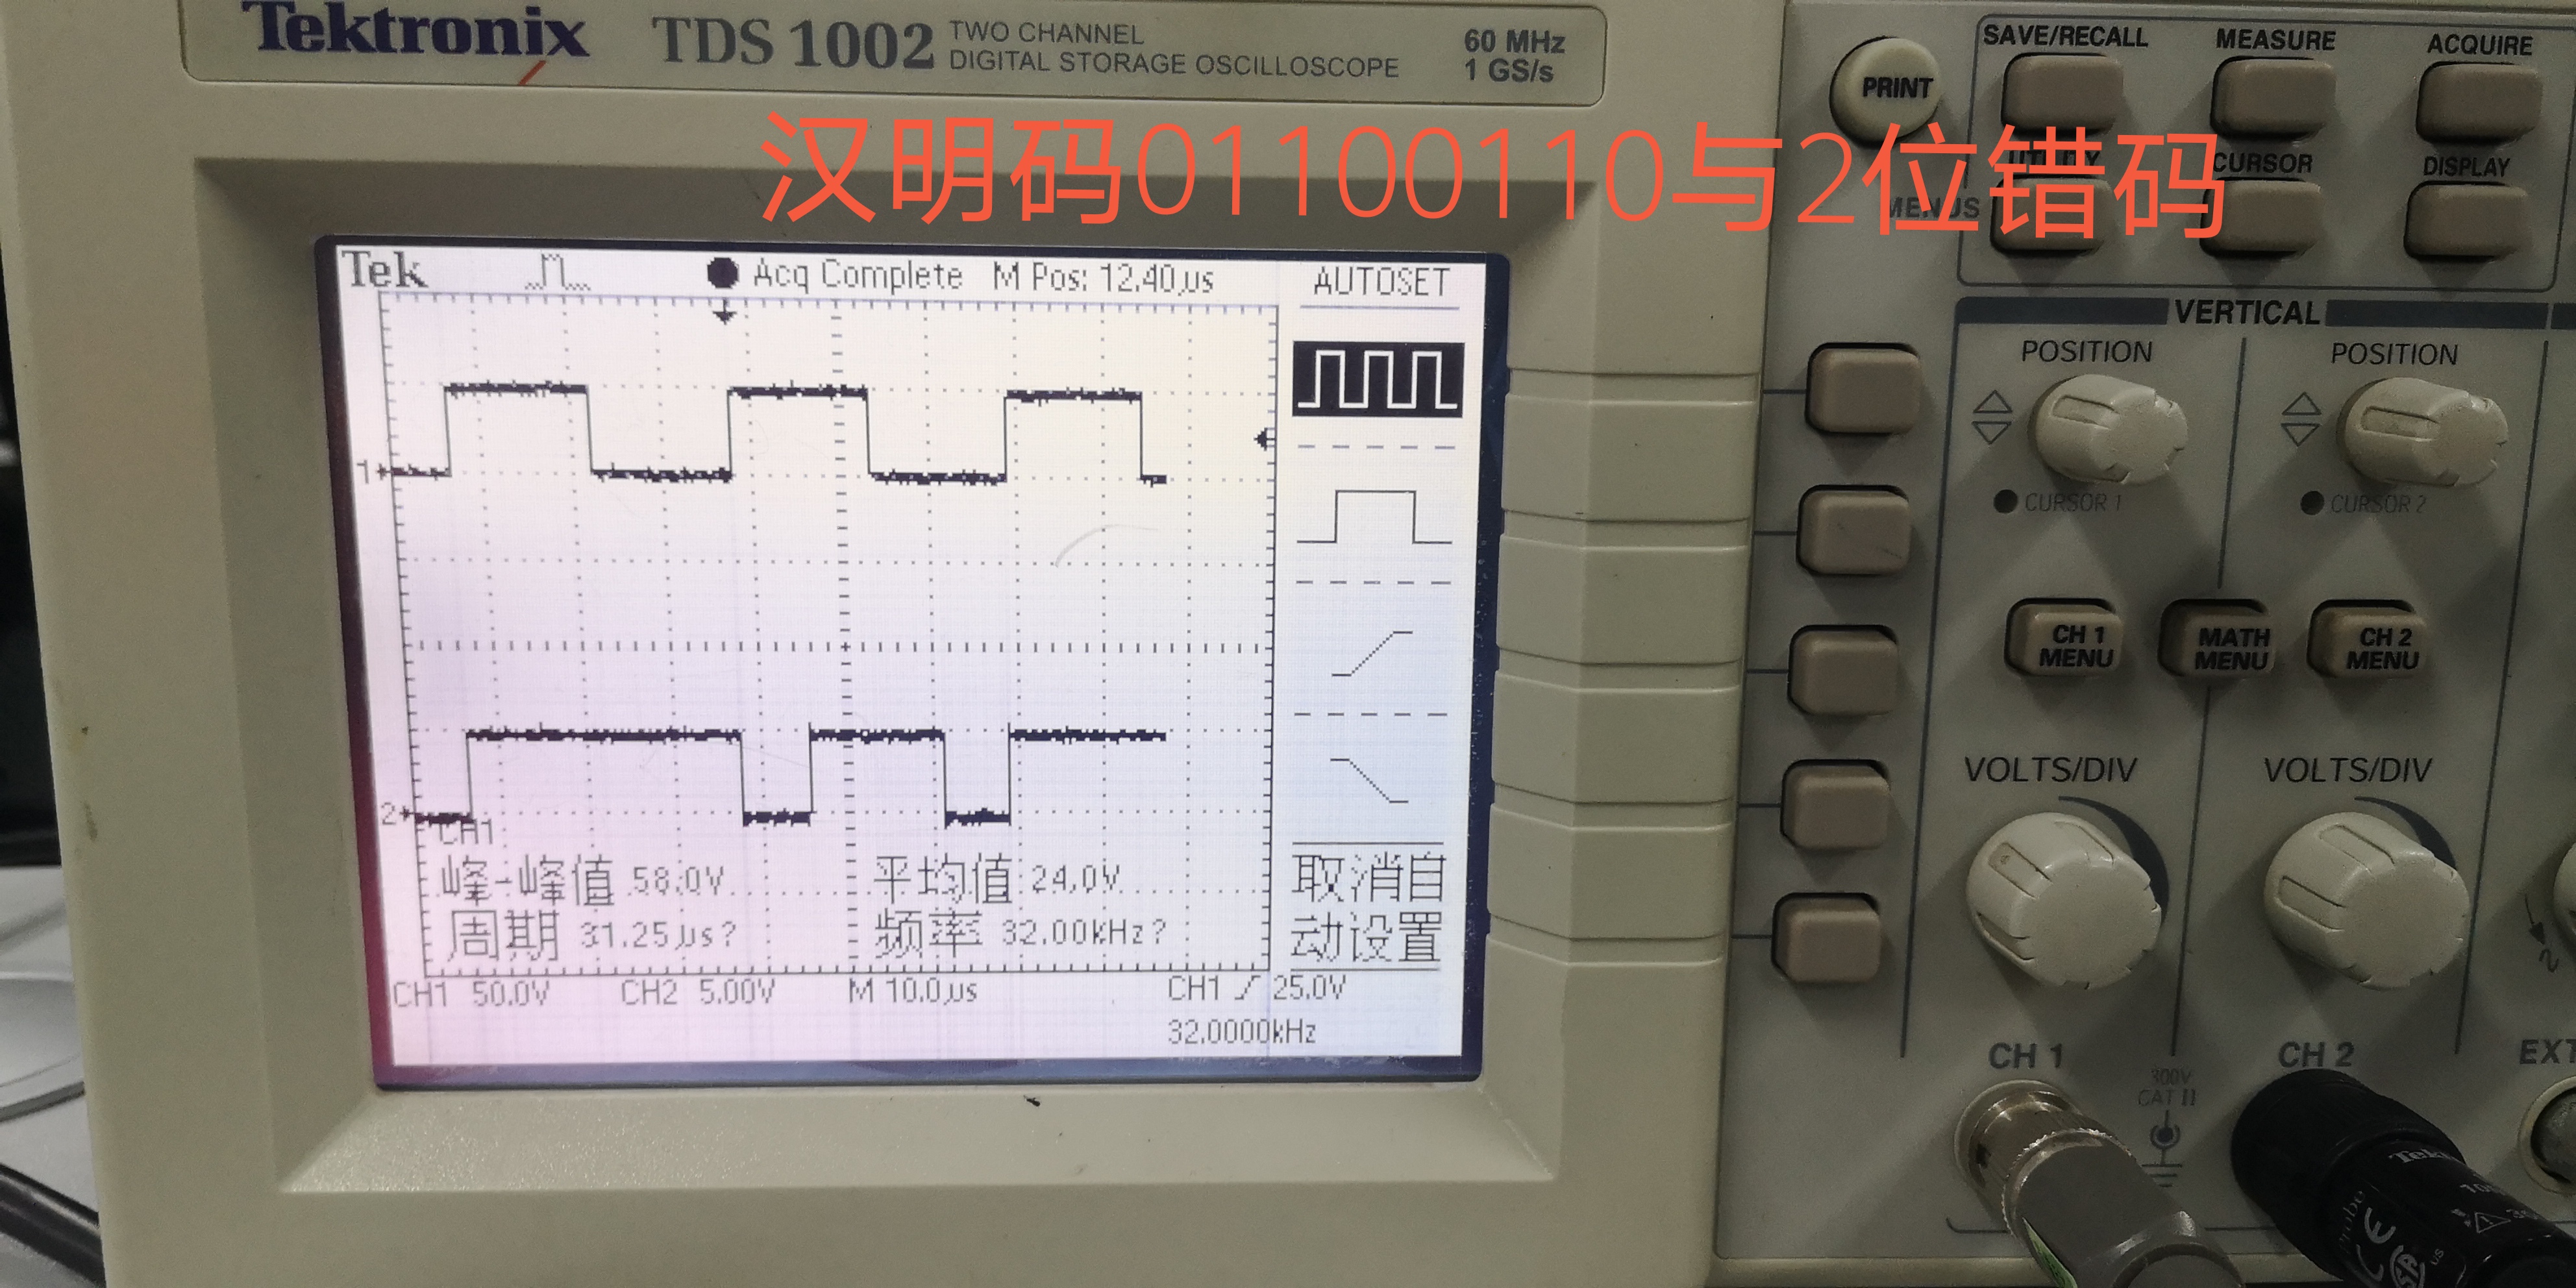 Tektronix TDS 1002 TWO CHANNEL DIGITAL STORAGE OSCILLOSCOPE 60 MHz 1 GS/s
汉明码01100110与2位错码
Tek Acq Complete M Pos: 12.40µs AUTOSET
1
2
CH1
峰-峰值 58.0V 平均值 24.0V
周期 31.25µs? 频率 32.00kHz?
取消自
动设置
CH1 50.0V CH2 5.00V M 10.0µs CH1 25.0V
32.0000kHz
PRINT
SAVE/RECALL MEASURE ACQUIRE
UTILITY CURSOR DISPLAY
MENUS
VERTICAL
POSITION POSITION
CURSOR 1 CURSOR 2
CH 1 MENU
MATH MENU
CH 2 MENU
VOLTS/DIV VOLTS/DIV
CH 1 CH 2 EXT
300V
CAT II